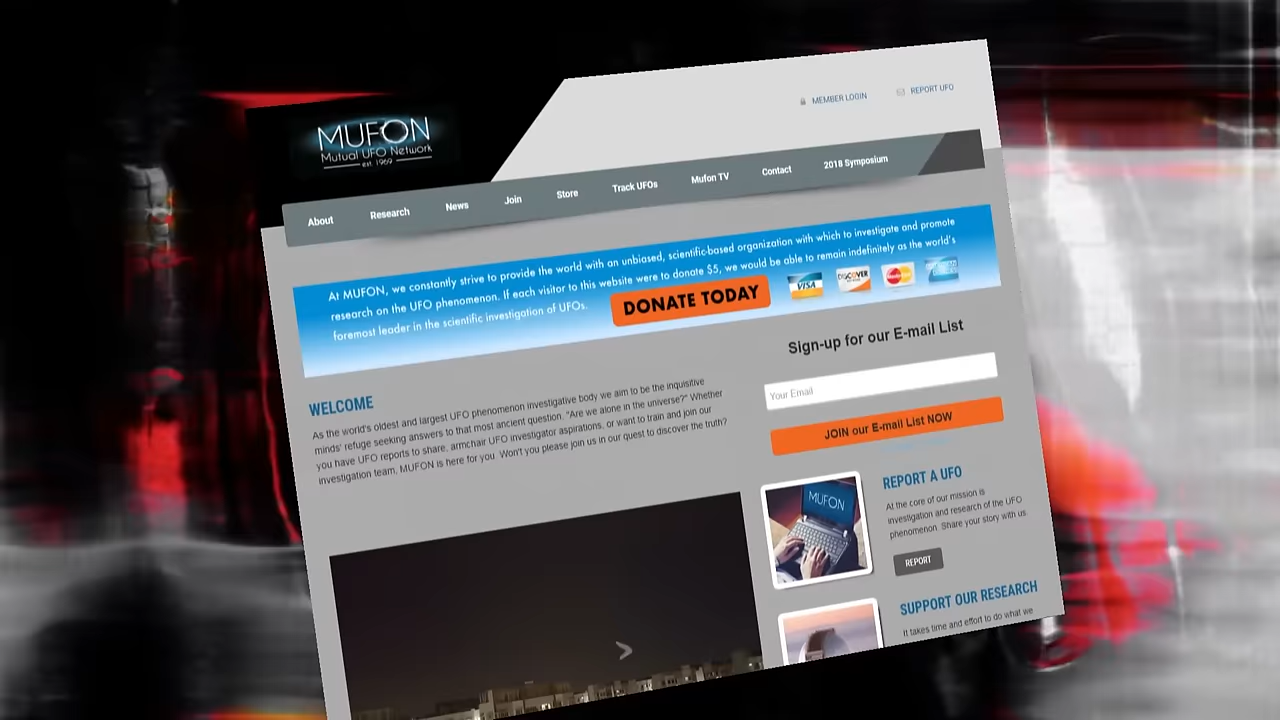 MUFON
Mutual UFO Network
est. 1969
MEMBER LOGIN
REPORT UFO
About
Research
News
Join
Store
Track UFOs
Mufon TV
Contact
2018 Symposium
At MUFON, we constantly strive to provide the world with an unbiased, scientific-based organization with which to investigate and promote
research on the UFO phenomenon. If each visitor to this website were to donate $5, we would be able to remain indefinitely as the world's
foremost leader in the scientific investigation of UFOs.
DONATE TODAY
VISA
DISCOVER
MasterCard
WELCOME
As the world's oldest and largest UFO phenomenon investigative body we aim to be the inquisitive
minds' refuge seeking answers to that most ancient question, "Are we alone in the universe?" Whether
you have UFO reports to share, armchair UFO investigator aspirations, or want to train and join our
investigation team, MUFON is here for you. Won't you please join us in our quest to discover the truth?
Sign-up for our E-mail List
Your Email
JOIN our E-mail List NOW
MUFON
REPORT A UFO
At the core of our mission is
investigation and research of the UFO
phenomenon. Share your story with us.
REPORT
SUPPORT OUR RESEARCH
It takes time and effort to do what we